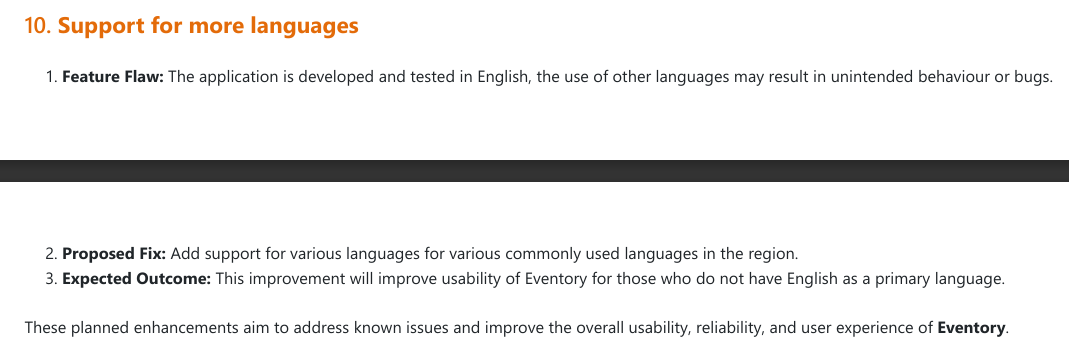 10. Support for more languages
1. Feature Flaw: The application is developed and tested in English, the use of other languages may result in unintended behaviour or bugs.
2. Proposed Fix: Add support for various languages for various commonly used languages in the region.
3. Expected Outcome: This improvement will improve usability of Eventory for those who do not have English as a primary language.
These planned enhancements aim to address known issues and improve the overall usability, reliability, and user experience of Eventory.